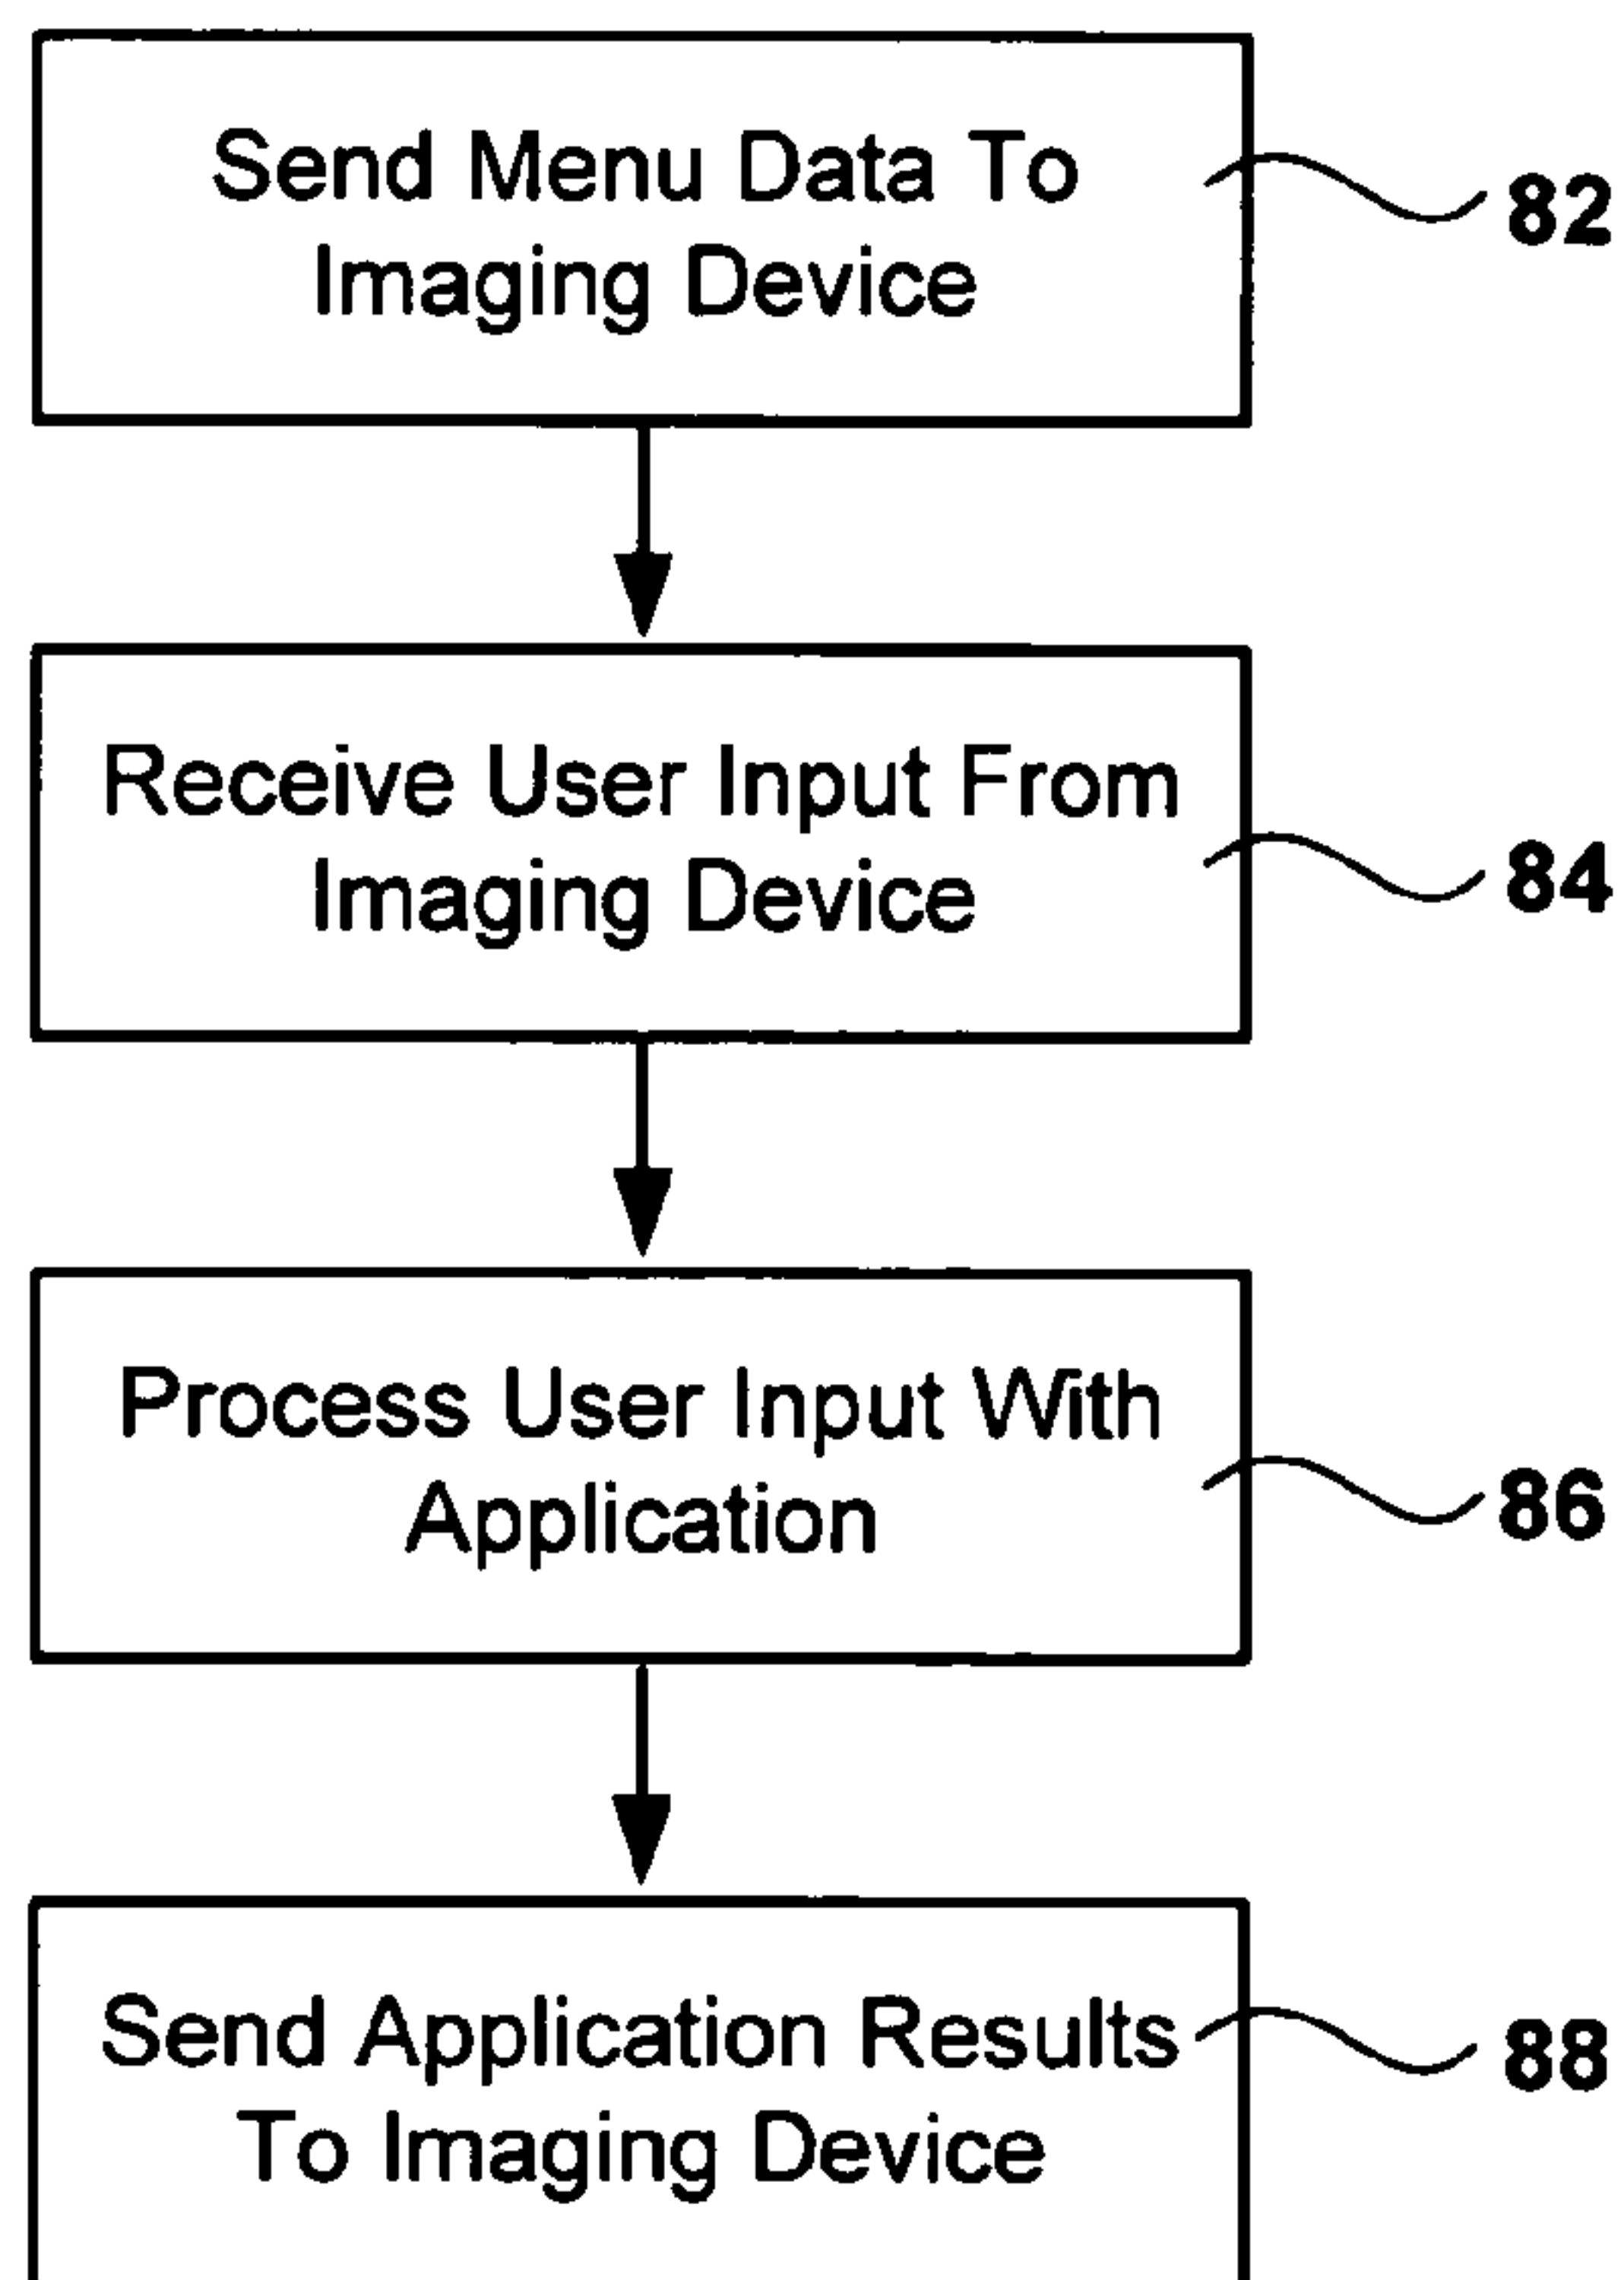 Send Menu Data To
Imaging Device
82
Receive User Input From
Imaging Device
84
Process User Input With
Application
86
Send Application Results
To Imaging Device
88